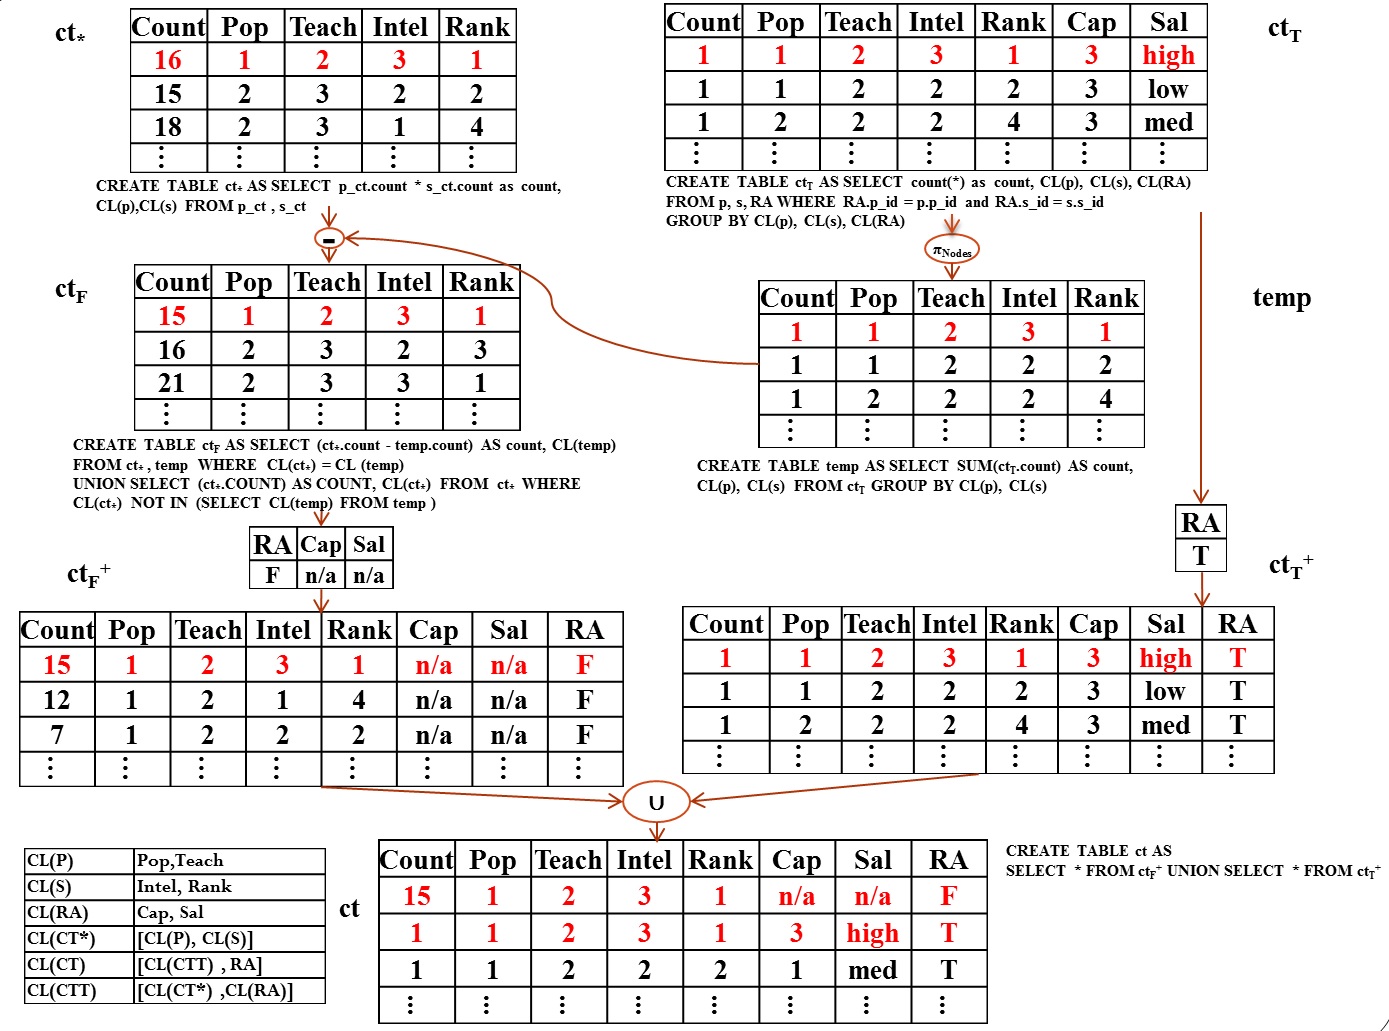 ct*
Count Pop Teach Intel Rank
16 1 2 3 1
15 2 3 2 2
18 2 3 1 4
⋮ ⋮ ⋮ ⋮ ⋮
CREATE TABLE ct* AS SELECT p_ct.count * s_ct.count as count,
CL(p),CL(s) FROM p_ct , s_ct
ctT
Count Pop Teach Intel Rank Cap Sal
1 1 2 3 1 3 high
1 1 2 2 2 3 low
1 2 2 2 4 3 med
⋮ ⋮ ⋮ ⋮ ⋮ ⋮ ⋮
CREATE TABLE ctT AS SELECT count(*) as count, CL(p), CL(s), CL(RA)
FROM p, s, RA WHERE RA.p_id = p.p_id and RA.s_id = s.s_id
GROUP BY CL(p), CL(s), CL(RA)
-
πNodes
ctF
Count Pop Teach Intel Rank
15 1 2 3 1
16 2 3 2 3
21 2 3 3 1
⋮ ⋮ ⋮ ⋮ ⋮
CREATE TABLE ctF AS SELECT (ct*.count - temp.count) AS count, CL(temp)
FROM ct* , temp WHERE CL(ct*) = CL (temp)
UNION SELECT (ct*.COUNT) AS COUNT, CL(ct*) FROM ct* WHERE
CL(ct*) NOT IN (SELECT CL(temp) FROM temp )
temp
Count Pop Teach Intel Rank
1 1 2 3 1
1 1 2 2 2
1 2 2 2 4
⋮ ⋮ ⋮ ⋮ ⋮
CREATE TABLE temp AS SELECT SUM(ctT.count) AS count,
CL(p), CL(s) FROM ctT GROUP BY CL(p), CL(s)
RA Cap Sal
F n/a n/a
RA
T
ctF+
Count Pop Teach Intel Rank Cap Sal RA
15 1 2 3 1 n/a n/a F
12 1 2 1 4 n/a n/a F
7 1 2 2 2 n/a n/a F
⋮ ⋮ ⋮ ⋮ ⋮ ⋮ ⋮ ⋮
ctT+
Count Pop Teach Intel Rank Cap Sal RA
1 1 2 3 1 3 high T
1 1 2 2 2 3 low T
1 2 2 2 4 3 med T
⋮ ⋮ ⋮ ⋮ ⋮ ⋮ ⋮ ⋮
∪
CL(P) Pop,Teach
CL(S) Intel, Rank
CL(RA) Cap, Sal
CL(CT*) [CL(P), CL(S)]
CL(CT) [CL(CTT) , RA]
CL(CTT) [CL(CT*) ,CL(RA)]
ct
Count Pop Teach Intel Rank Cap Sal RA
15 1 2 3 1 n/a n/a F
1 1 2 3 1 3 high T
1 1 2 2 2 1 med T
⋮ ⋮ ⋮ ⋮ ⋮ ⋮ ⋮ ⋮
CREATE TABLE ct AS
SELECT * FROM ctF+ UNION SELECT * FROM ctT+